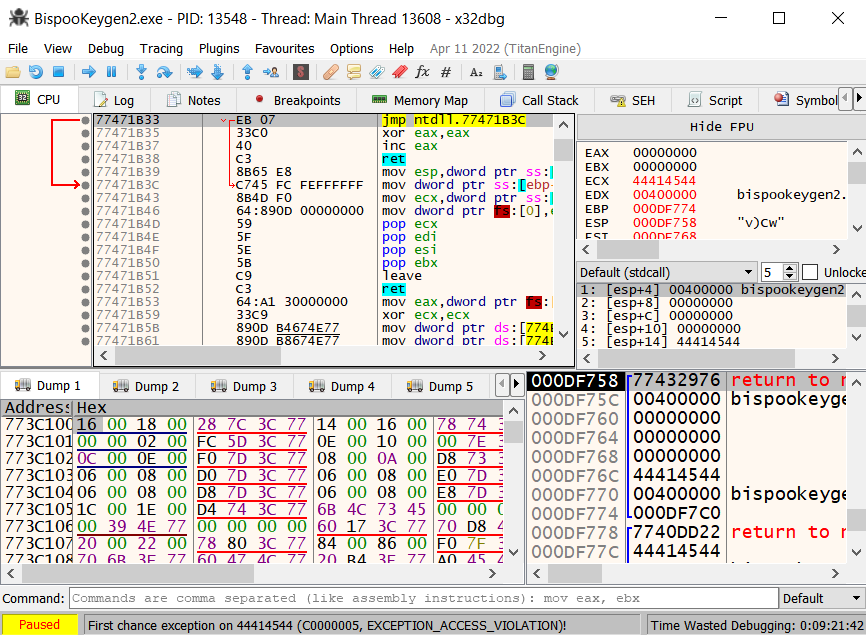 BispooKeygen2.exe - PID: 13548 - Thread: Main Thread 13608 - x32dbg
File View Debug Tracing Plugins Favourites Options Help Apr 11 2022 (TitanEngine)
CPU Log Notes Breakpoints Memory Map Call Stack SEH Script Symbol
77471B33 EB 07 jmp ntdll.77471B3C
77471B35 33C0 xor eax,eax
77471B37 40 inc eax
77471B38 C3 ret
77471B39 8B65 E8 mov esp,dword ptr ss:[
77471B3C C745 FC FEFFFFFF mov dword ptr ss:[ebp-
77471B43 8B4D F0 mov ecx,dword ptr ss:[
77471B46 64:890D 00000000 mov dword ptr fs:[0],e
77471B4D 59 pop ecx
77471B4E 5F pop edi
77471B4F 5E pop esi
77471B50 5B pop ebx
77471B51 C9 leave
77471B52 C3 ret
77471B53 64:A1 30000000 mov eax,dword ptr fs:[
77471B59 33C9 xor ecx,ecx
77471B5B 890D B4674E77 mov dword ptr ds:[774E
77471B61 890D B8674E77 mov dword ptr ds:[774E
Hide FPU
EAX 00000000
EBX 00000000
ECX 44414544
EDX 00400000 bispookeygen2.
EBP 000DF774
ESP 000DF758 "v)Cw"
ESI 000DF768
Default (stdcall) 5 Unlocke
1: [esp+4] 00400000 bispookeygen2
2: [esp+8] 00000000
3: [esp+C] 00000000
4: [esp+10] 00000000
5: [esp+14] 44414544
Dump 1 Dump 2 Dump 3 Dump 4 Dump 5
Address Hex
773C100 16 00 18 00 28 7C 3C 77 14 00 16 00 78 74 3
773C101 00 00 02 00 FC 5D 3C 77 0E 00 10 00 00 7E 3
773C102 0C 00 0E 00 F0 7D 3C 77 08 00 0A 00 D8 73 3
773C103 06 00 08 00 D0 7D 3C 77 06 00 08 00 E0 7D 3
773C104 06 00 08 00 D8 7D 3C 77 06 00 08 00 E8 7D 3
773C105 1C 00 1E 00 D4 74 3C 77 6B 4C 73 45 00 00 0
773C106 00 39 4E 77 00 00 00 00 60 17 3C 77 70 D8 4
773C107 20 00 22 00 78 80 3C 77 84 00 86 00 F0 7F 3
773C108 70 6B 3F 77 60 47 4C 77 20 B4 3F 77 A0 45 4
000DF758 77432976 return to n
000DF75C 00400000 bispookeyge
000DF760 00000000
000DF764 00000000
000DF768 00000000
000DF76C 44414544
000DF770 00400000 bispookeyge
000DF774 000DF7C0
000DF778 7740DD22 return to n
000DF77C 44414544
Command: Commands are comma separated (like assembly instructions): mov eax, ebx Default
Paused First chance exception on 44414544 (C0000005, EXCEPTION_ACCESS_VIOLATION)! Time Wasted Debugging: 0:09:21:42